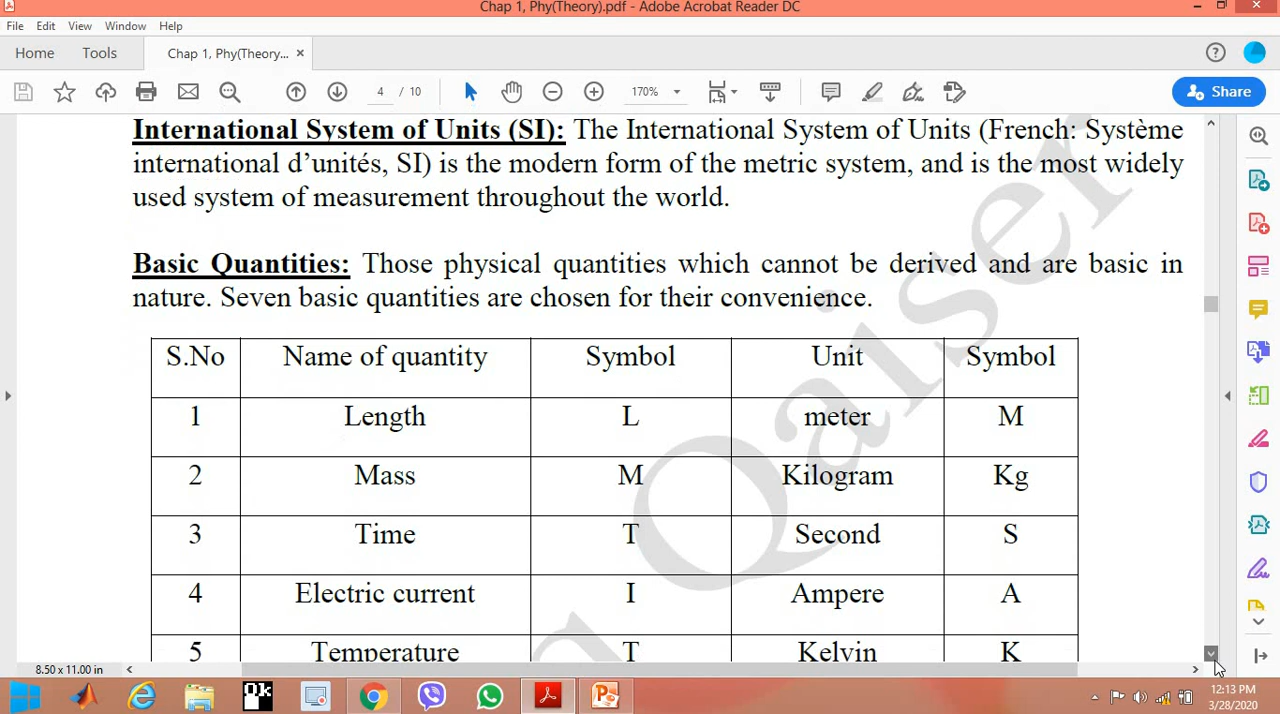 Chap 1, Phy(Theory).pdf - Adobe Acrobat Reader DC
File Edit View Window Help
Home Tools Chap 1, Phy(Theory... ×
4 / 10 170% Share
International System of Units (SI): The International System of Units (French: Système
international d'unités, SI) is the modern form of the metric system, and is the most widely
used system of measurement throughout the world.
Basic Quantities: Those physical quantities which cannot be derived and are basic in
nature. Seven basic quantities are chosen for their convenience.
S.No Name of quantity Symbol Unit Symbol
1 Length L meter M
2 Mass M Kilogram Kg
3 Time T Second S
4 Electric current I Ampere A
5 Temperature T Kelvin K
Qaiser
8.50 x 11.00 in
12:13 PM
3/28/2020